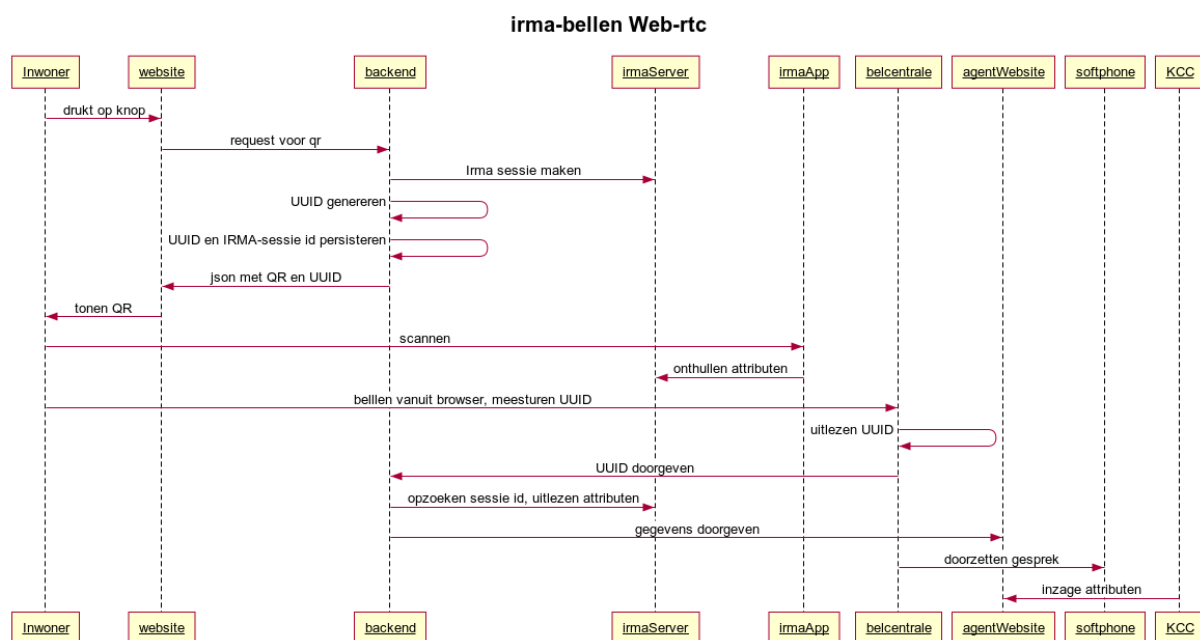 irma-bellen Web-rtc
Inwoner website backend irmaServer irmaApp belcentrale agentWebsite softphone KCC
drukt op knop
request voor qr
Irma sessie maken
UUID genereren
UUID en IRMA-sessie id persisteren
json met QR en UUID
tonen QR
scannen
onthullen attributen
belllen vanuit browser, meesturen UUID
uitlezen UUID
UUID doorgeven
opzoeken sessie id, uitlezen attributen
gegevens doorgeven
doorzetten gesprek
inzage attributen
Inwoner website backend irmaServer irmaApp belcentrale agentWebsite softphone KCC